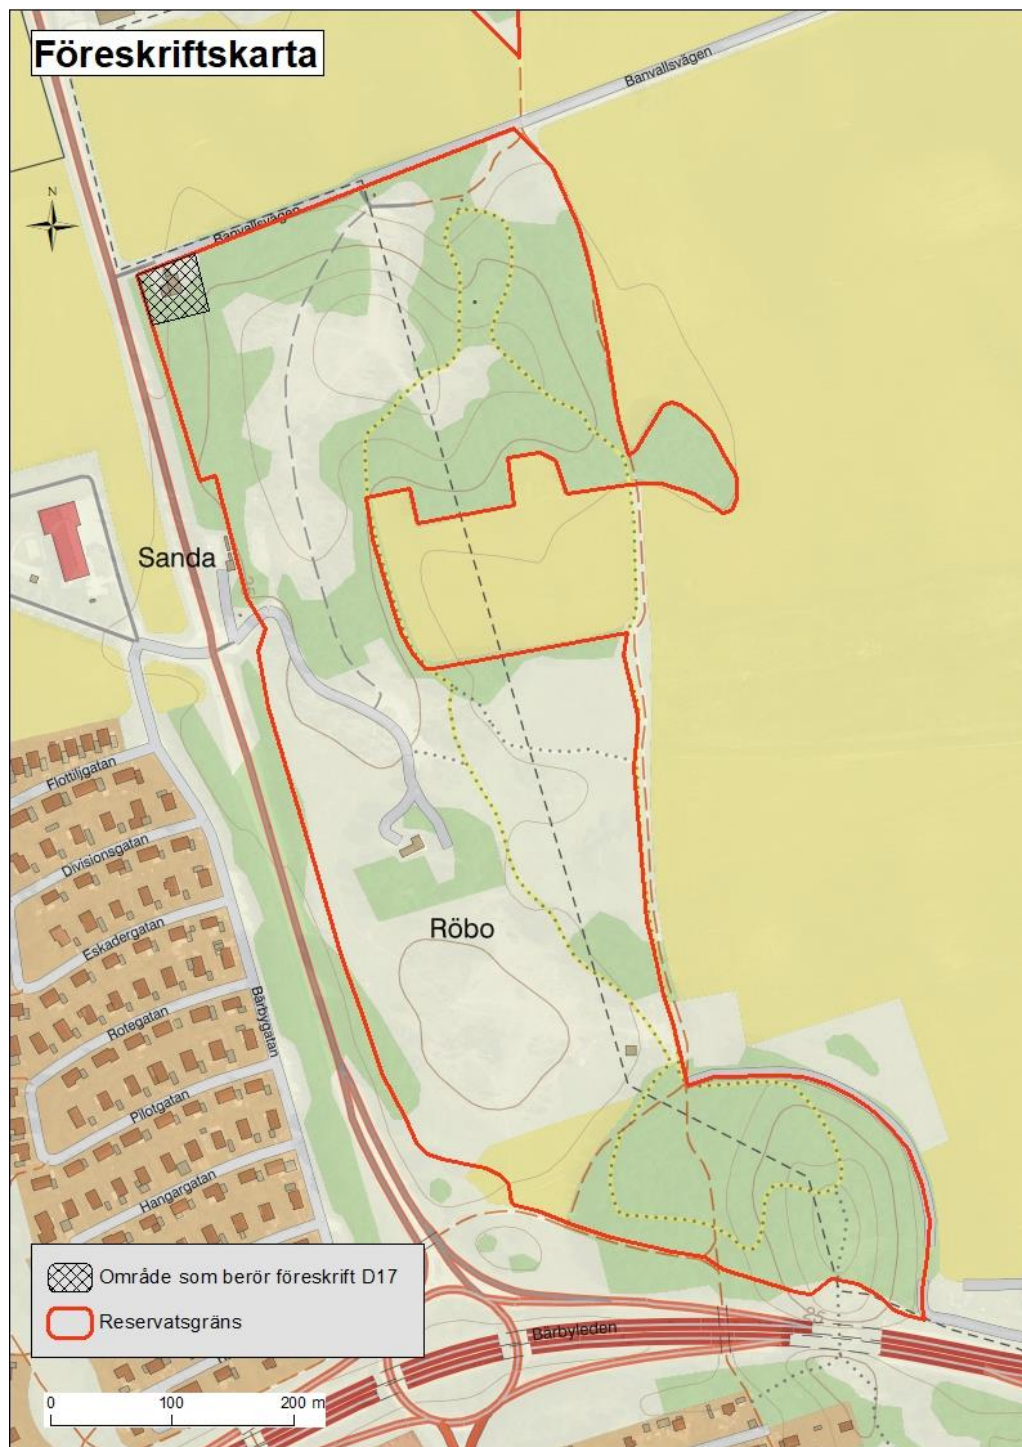 Föreskriftskarta
Banvallsvägen
N
Banvallsvägen
Sanda
Flottiljgatan
Divisionsgatan
Eskadergatan
Röbo
Rotegatan
Bärbygatan
Pilotgatan
Hangargatan
Område som berör föreskrift D17
Reservatsgräns
Bärbyleden
0 100 200 m